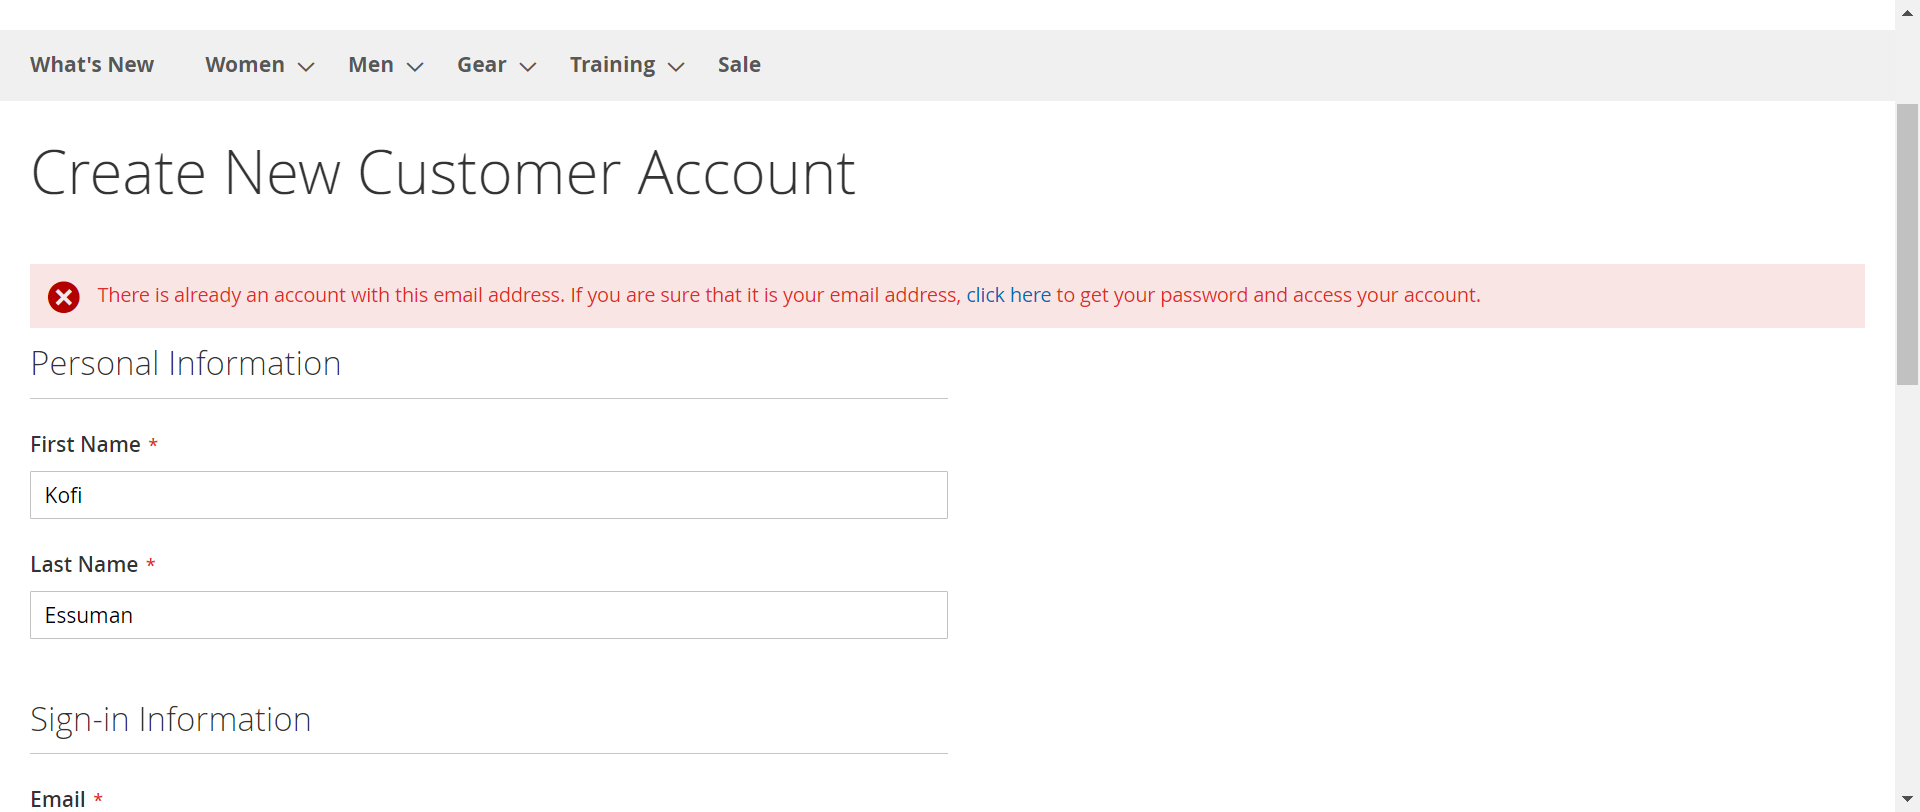 What's New Women Men Gear Training Sale
Create New Customer Account
There is already an account with this email address. If you are sure that it is your email address, click here to get your password and access your account.
Personal Information
First Name *
Kofi
Last Name *
Essuman
Sign-in Information
Email *